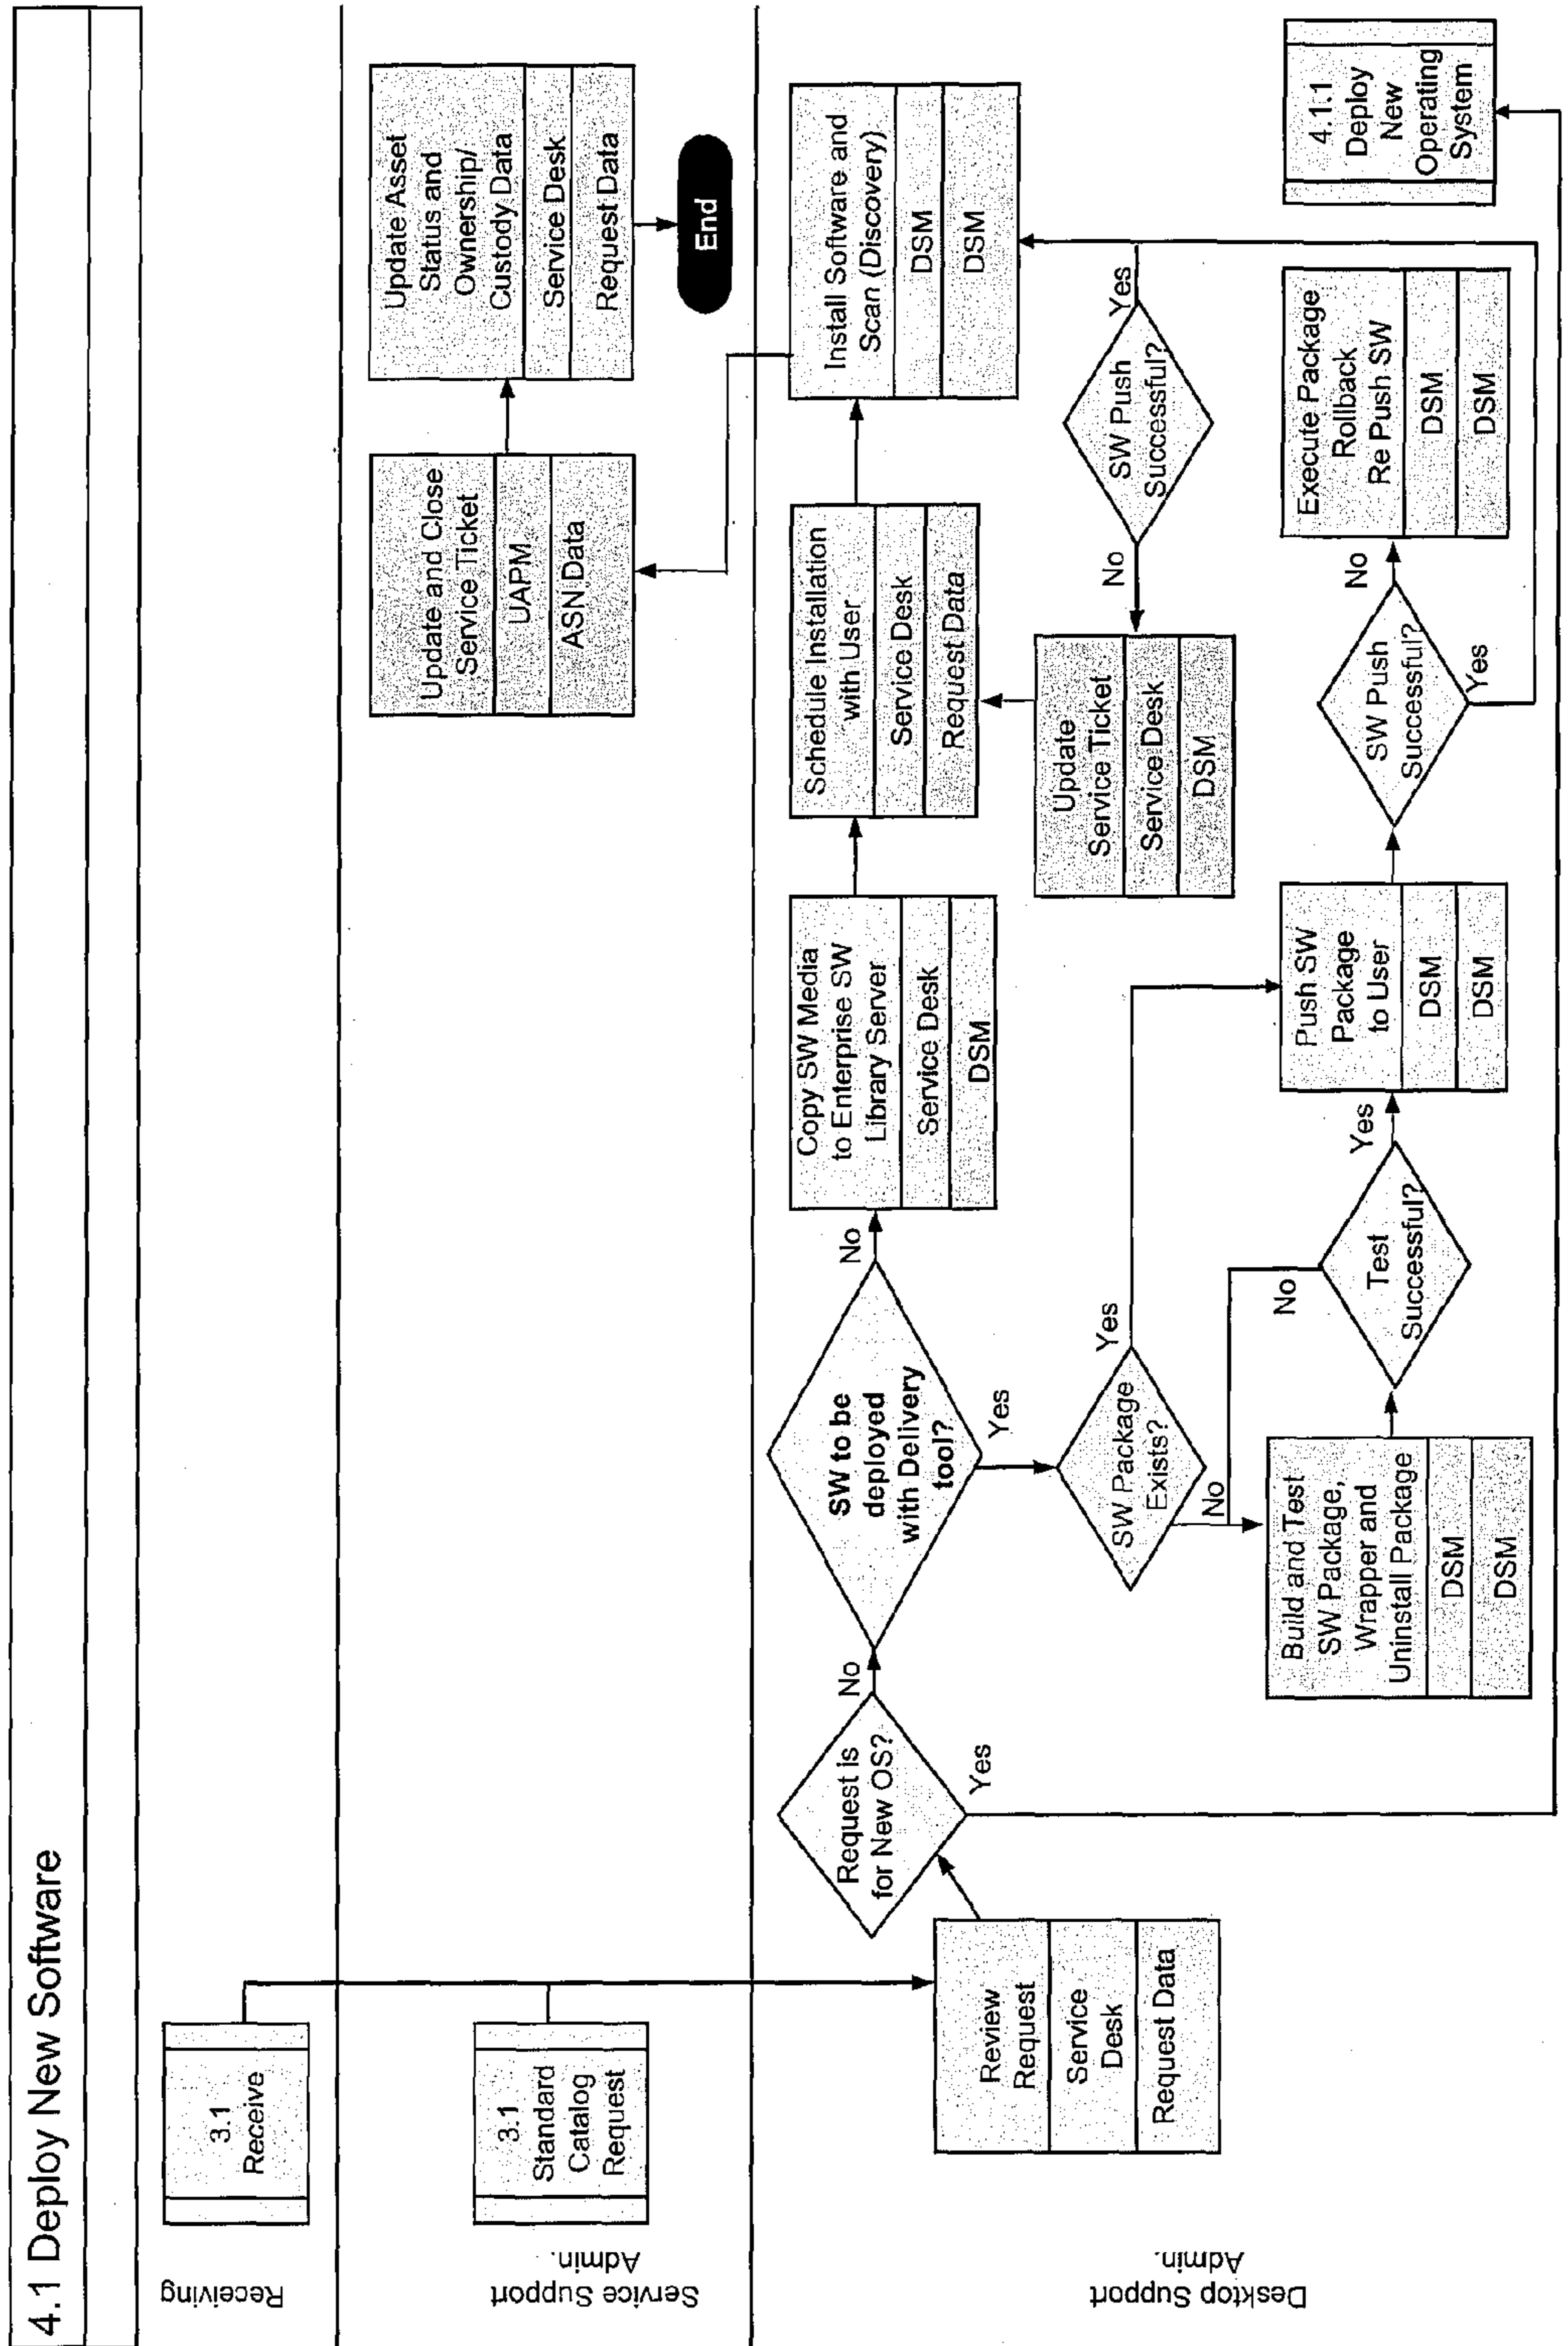 4.1 Deploy New Software
Receiving
3.1
Receive
Service Support
Admin.
3.1
Standard
Catalog
Request
Update and Close
Service Ticket
UAPM
ASN Data
Update Asset
Status and
Ownership/
Custody Data
Service Desk
Request Data
End
Desktop Support
Admin.
Review
Request
Service
Desk
Request Data
Request is
for New OS?
No
Yes
SW to be
deployed
with Delivery
tool?
No
Yes
Copy SW Media
to Enterprise SW
Library Server
Service Desk
DSM
Schedule Installation
with User
Service Desk
Request Data
Install Software and
Scan (Discovery)
DSM
DSM
SW Package
Exists?
Yes
No
Update
Service Ticket
Service Desk
DSM
No
SW Push
Successful?
Yes
Build and Test
SW Package,
Wrapper and
Uninstall Package
DSM
DSM
No
Test
Successful?
Yes
Push SW
Package
to User
DSM
DSM
SW Push
Successful?
No
Yes
Execute Package
Rollback
Re Push SW
DSM
DSM
4.1.1
Deploy
New
Operating
System